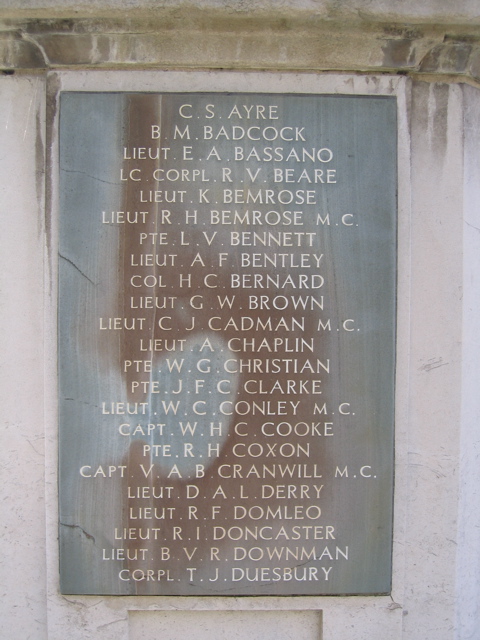 C.S. AYRE
B.M. BADCOCK
LIEUT. E.A. BASSANO
LC CORPL. R.V. BEARE
LIEUT. K. BEMROSE
LIEUT. R.H. BEMROSE M.C.
PTE. L.V. BENNETT
LIEUT. A.F. BENTLEY
COL. H.C. BERNARD
LIEUT. G.W. BROWN
LIEUT. C.J. CADMAN M.C.
LIEUT. A. CHAPLIN
PTE. W.G. CHRISTIAN
PTE. J.F.C. CLARKE
LIEUT. W.C. CONLEY M.C.
CAPT. W.H.C. COOKE
PTE. R.H. COXON
CAPT. V.A.B. CRANWILL M.C.
LIEUT. D.A.L. DERRY
LIEUT. R.F. DOMLEO
LIEUT. R.I. DONCASTER
LIEUT. B.V.R. DOWNMAN
CORPL. T.J. DUESBURY